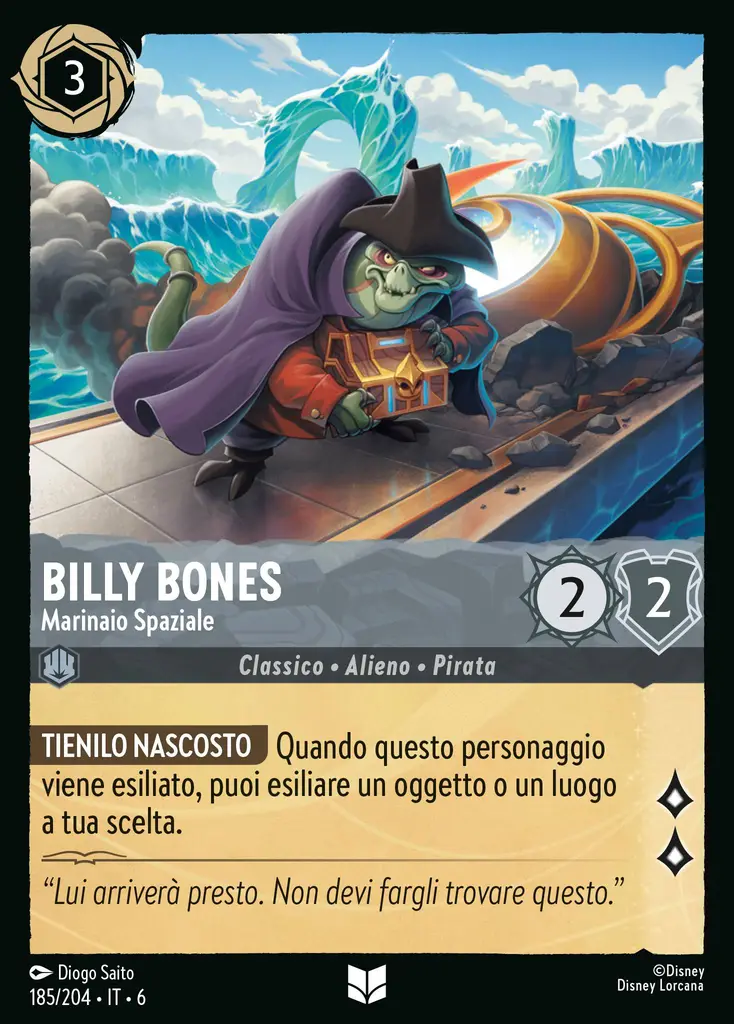 3
BILLY BONES
Marinaio Spaziale
2
2
Classico • Alieno • Pirata
TIENILO NASCOSTO Quando questo personaggio
viene esiliato, puoi esiliare un oggetto o un luogo
a tua scelta.
“Lui arriverà presto. Non devi fargli trovare questo.”
Diogo Saito
185/204 • IT • 6
©Disney
Disney Lorcana